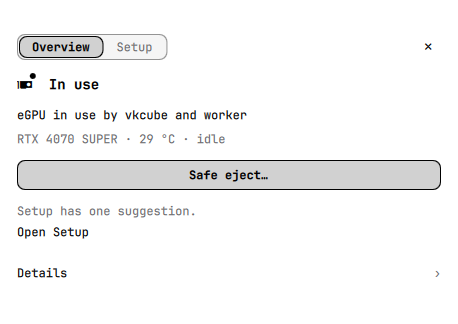 Overview Setup ×
In use
eGPU in use by vkcube and worker
RTX 4070 SUPER · 29 °C · idle
Safe eject…
Setup has one suggestion.
Open Setup
Details ›